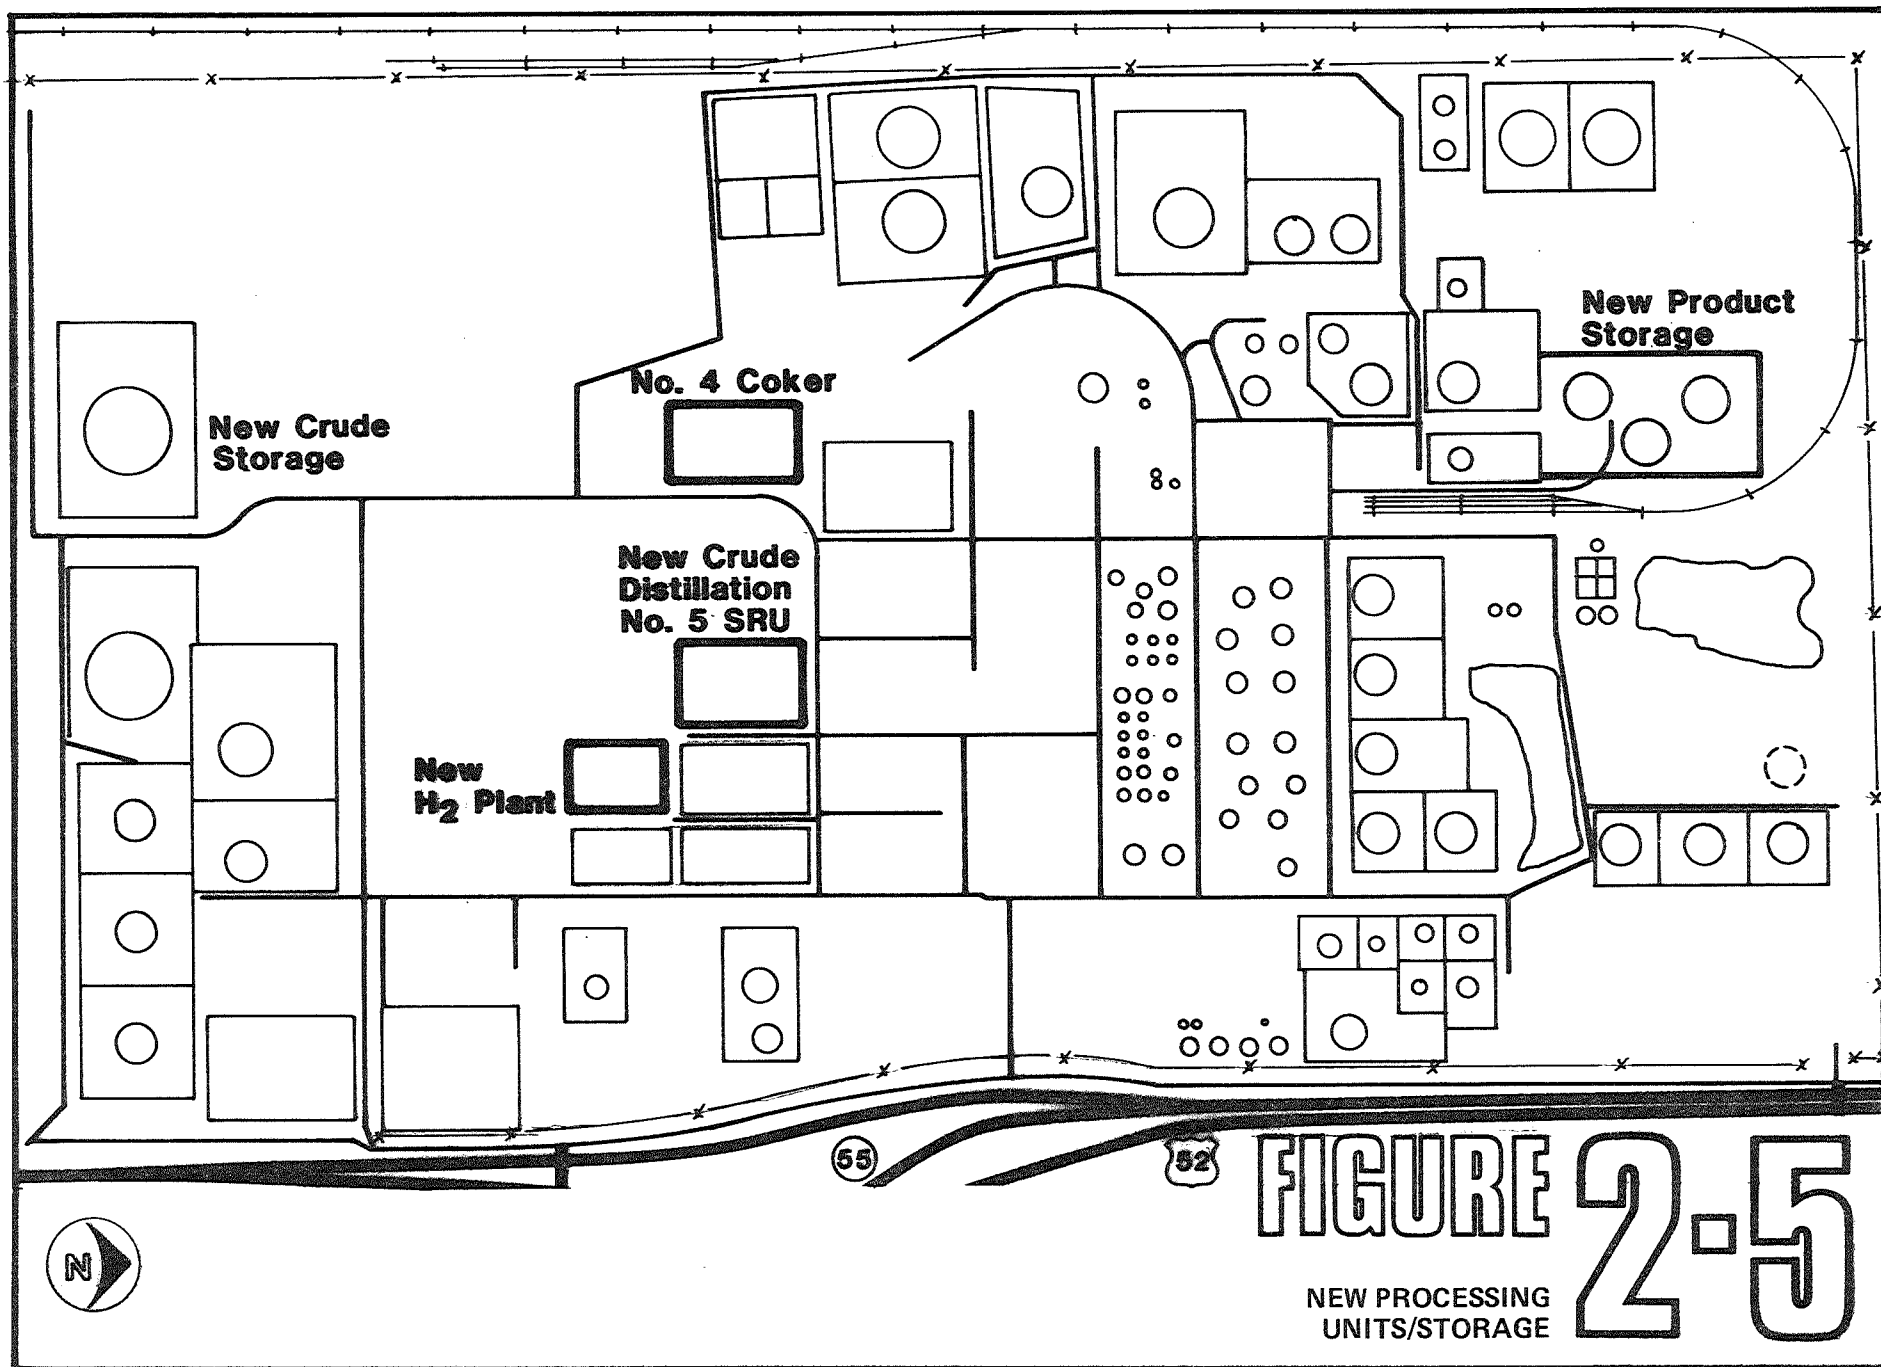 New Product
Storage
No. 4 Coker
New Crude
Storage
New Crude
Distillation
No. 5 SRU
New
H₂ Plant
55
52
FIGURE 2-5
N
NEW PROCESSING
UNITS/STORAGE